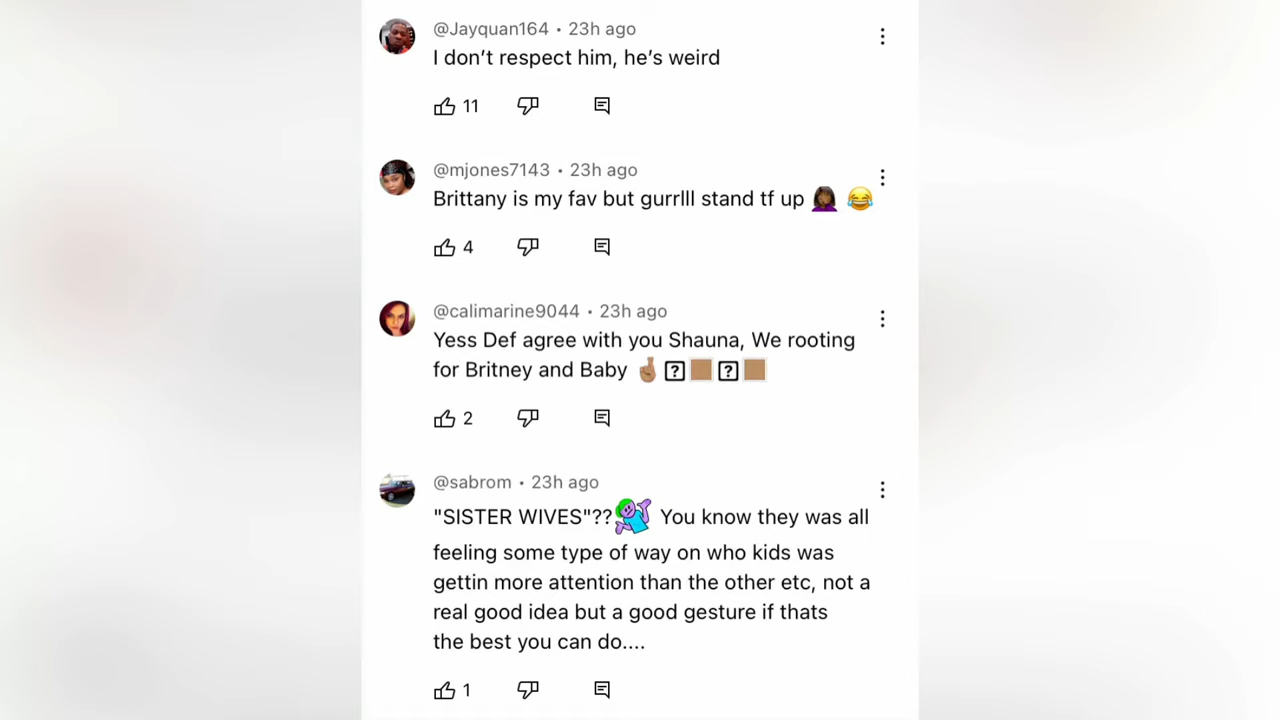 @Jayquan164 • 23h ago
I don’t respect him, he’s weird
11
@mjones7143 • 23h ago
Brittany is my fav but gurrlll stand tf up 🤦🏾‍♀️ 😂
4
@calimarine9044 • 23h ago
Yess Def agree with you Shauna, We rooting
for Britney and Baby 🤞🏽
2
@sabrom • 23h ago
"SISTER WIVES"?? You know they was all
feeling some type of way on who kids was
gettin more attention than the other etc, not a
real good idea but a good gesture if thats
the best you can do....
1